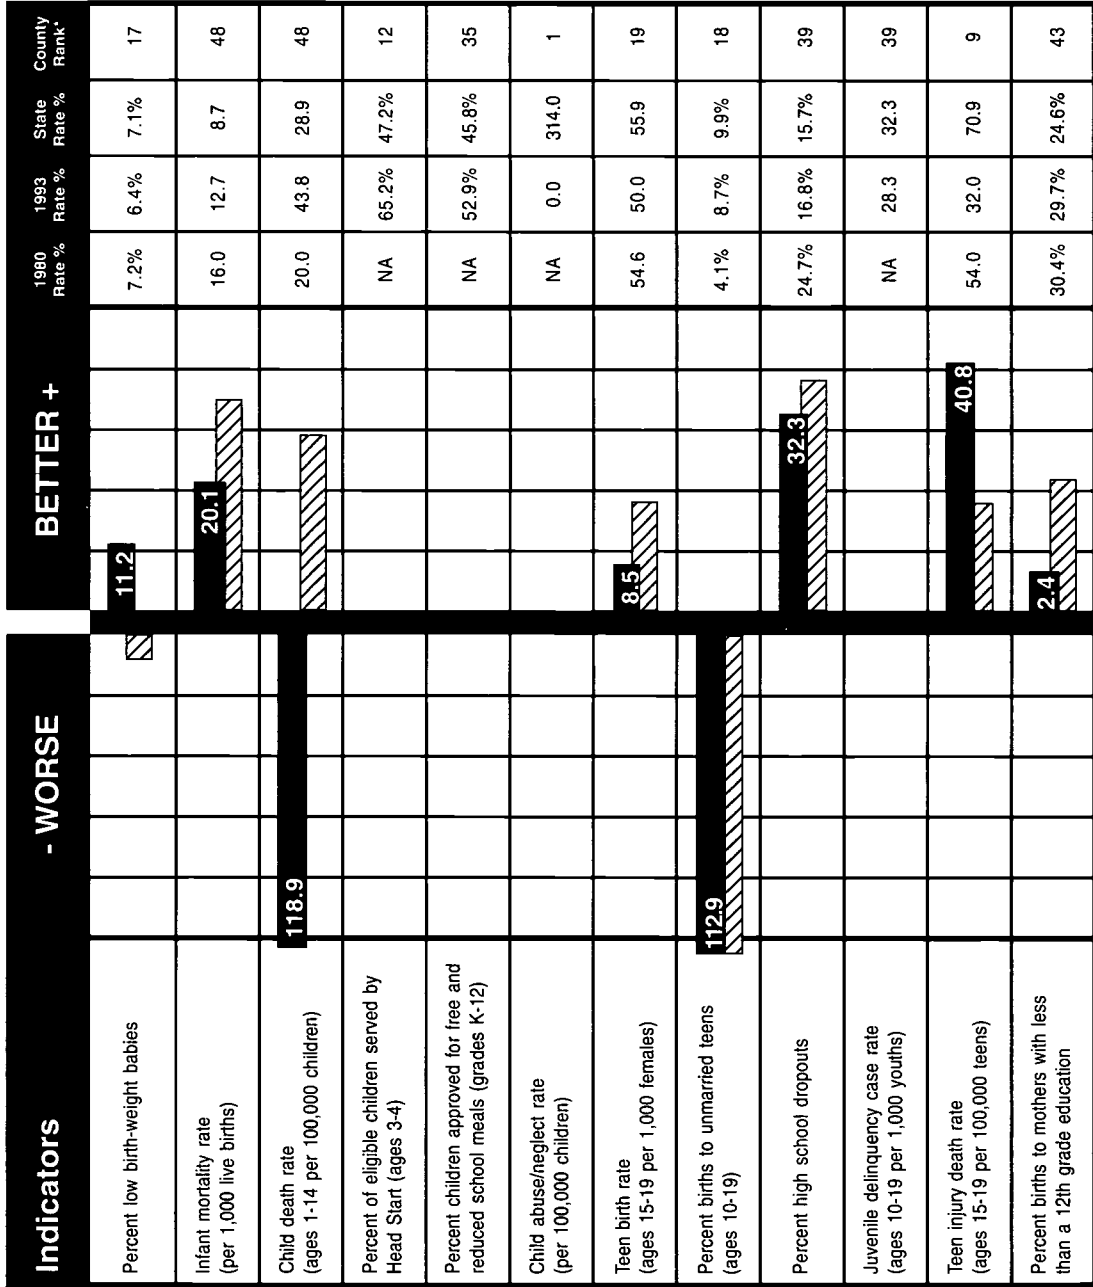 Indicators - WORSE BETTER + 1980 Rate % 1993 Rate % State Rate % County Rank*
Percent low birth-weight babies 11.2 7.2% 6.4% 7.1% 17
Infant mortality rate
(per 1,000 live births) 20.1 16.0 12.7 8.7 48
Child death rate
(ages 1-14 per 100,000 children) 118.9 20.0 43.8 28.9 48
Percent of eligible children served by
Head Start (ages 3-4) NA 65.2% 47.2% 12
Percent children approved for free and
reduced school meals (grades K-12) NA 52.9% 45.8% 35
Child abuse/neglect rate
(per 100,000 children) NA 0.0 314.0 1
Teen birth rate
(ages 15-19 per 1,000 females) 8.5 54.6 50.0 55.9 19
Percent births to unmarried teens
(ages 10-19) 112.9 4.1% 8.7% 9.9% 18
Percent high school dropouts 32.3 24.7% 16.8% 15.7% 39
Juvenile delinquency case rate
(ages 10-19 per 1,000 youths) NA 28.3 32.3 39
Teen injury death rate
(ages 15-19 per 100,000 teens) 40.8 54.0 32.0 70.9 9
Percent births to mothers with less
than a 12th grade education 2.4 30.4% 29.7% 24.6% 43